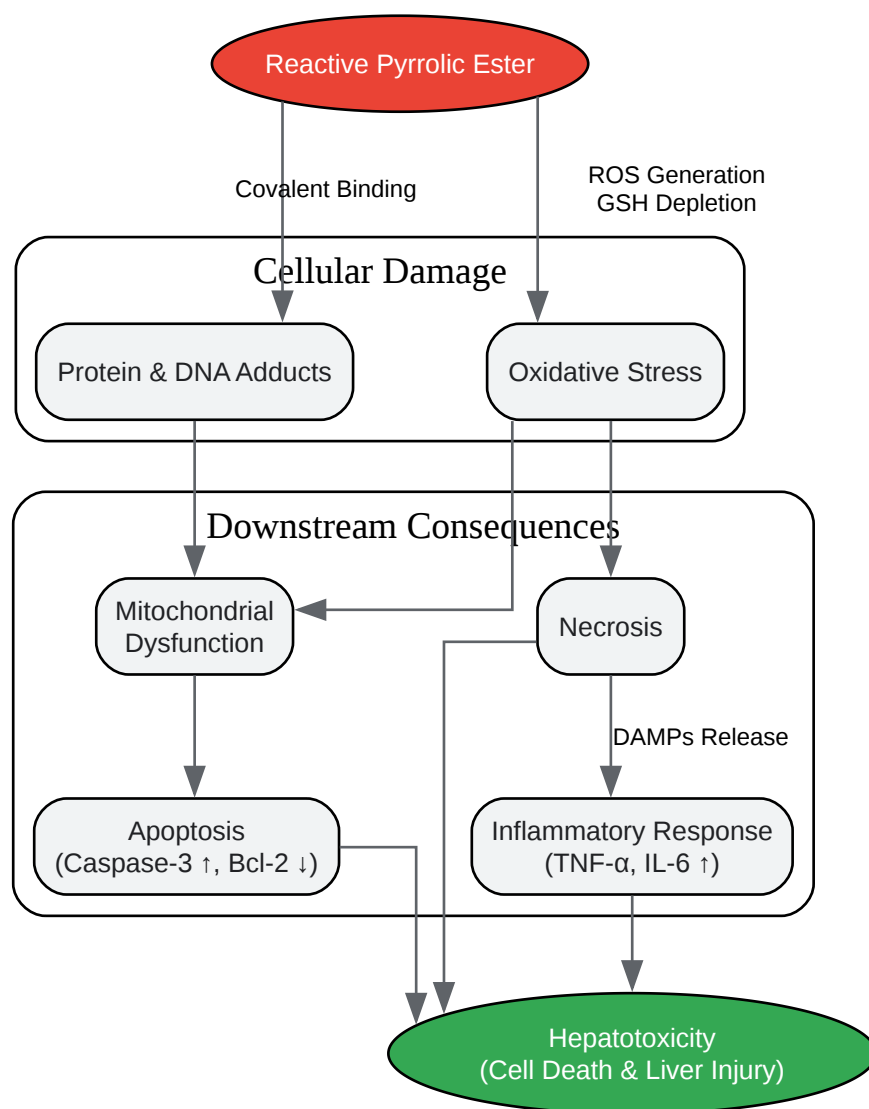 Reactive Pyrrolic Ester
Covalent Binding
ROS Generation
GSH Depletion
Cellular Damage
Protein & DNA Adducts
Oxidative Stress
Downstream Consequences
Mitochondrial
Dysfunction
Necrosis
DAMPs Release
Apoptosis
(Caspase-3 ↑, Bcl-2 ↓)
Inflammatory Response
(TNF-α, IL-6 ↑)
Hepatotoxicity
(Cell Death & Liver Injury)